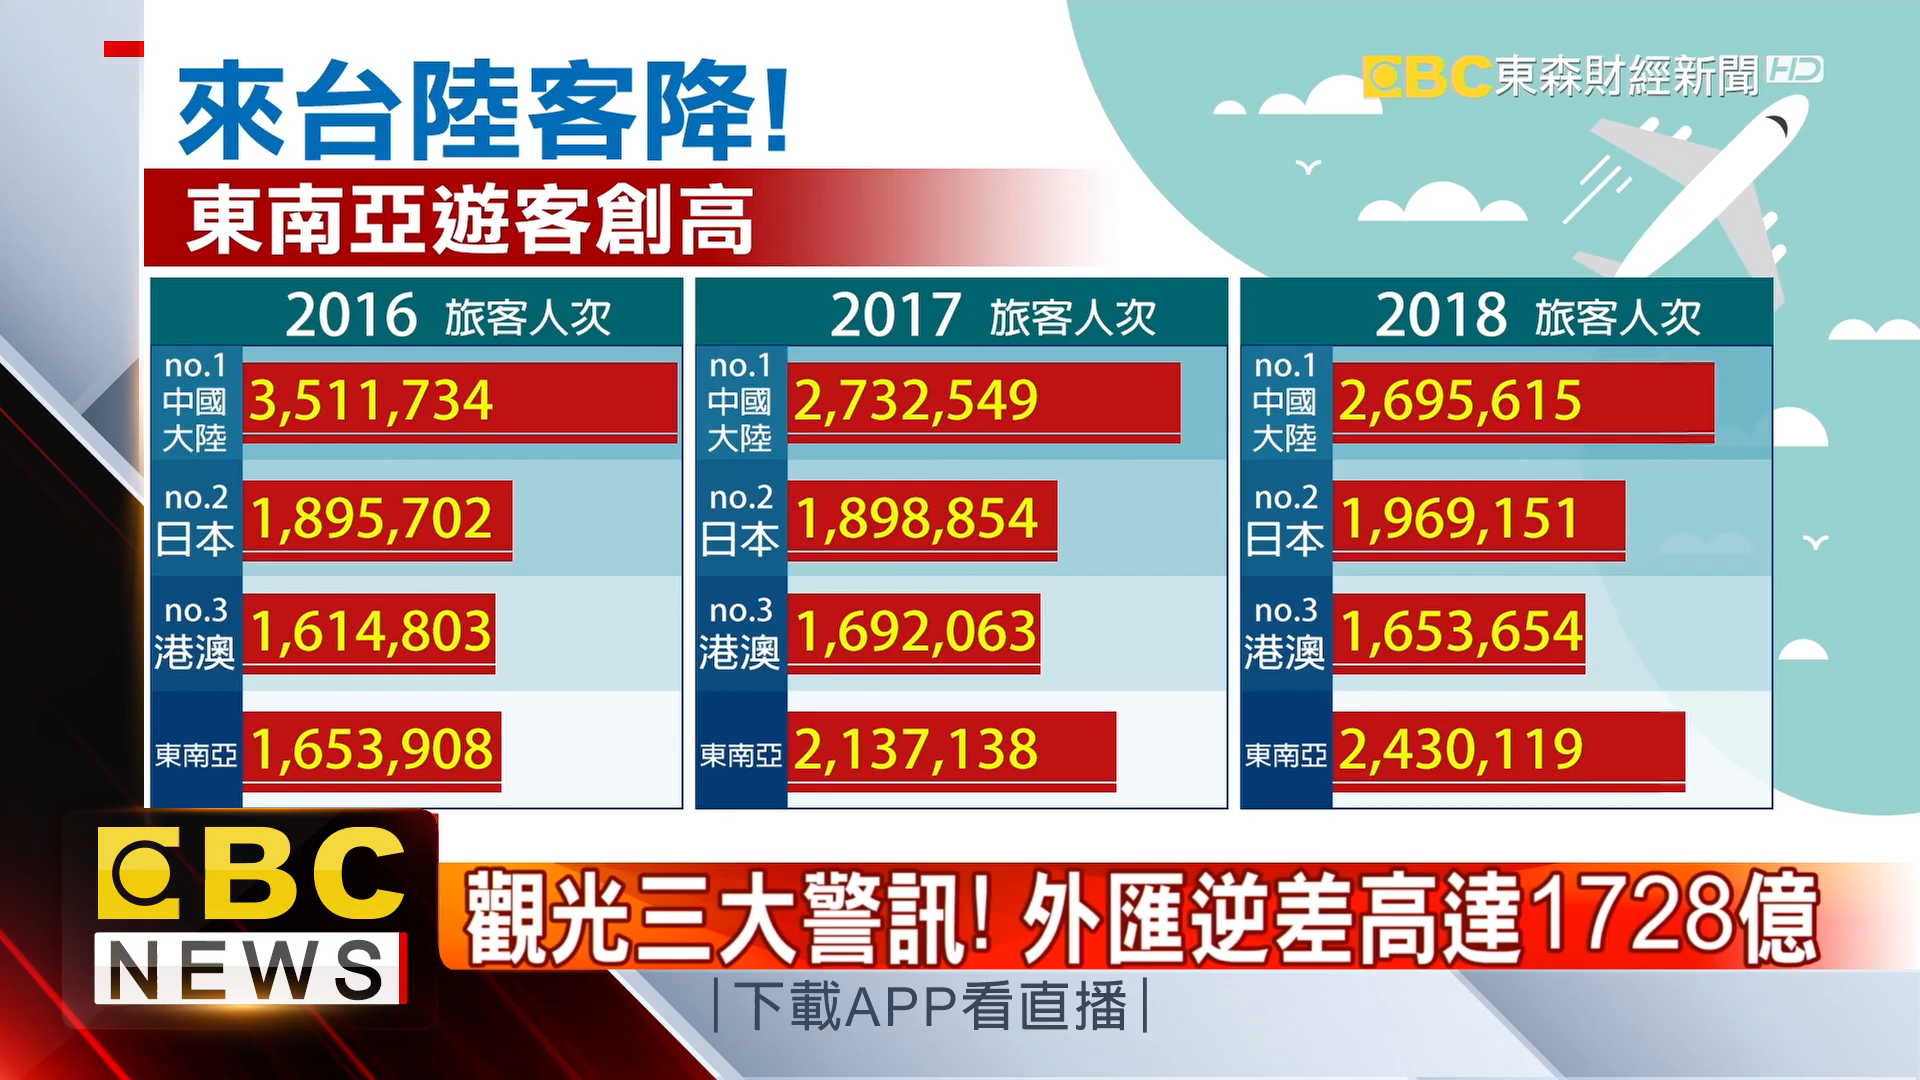 來台陸客降!
EBC東森財經新聞HD
東南亞遊客創高
2016 旅客人次
no.1 中國大陸 3,511,734
no.2 日本 1,895,702
no.3 港澳 1,614,803
東南亞 1,653,908
2017 旅客人次
no.1 中國大陸 2,732,549
no.2 日本 1,898,854
no.3 港澳 1,692,063
東南亞 2,137,138
2018 旅客人次
no.1 中國大陸 2,695,615
no.2 日本 1,969,151
no.3 港澳 1,653,654
東南亞 2,430,119
EBC
NEWS
觀光三大警訊! 外匯逆差高達1728億
|下載APP看直播|